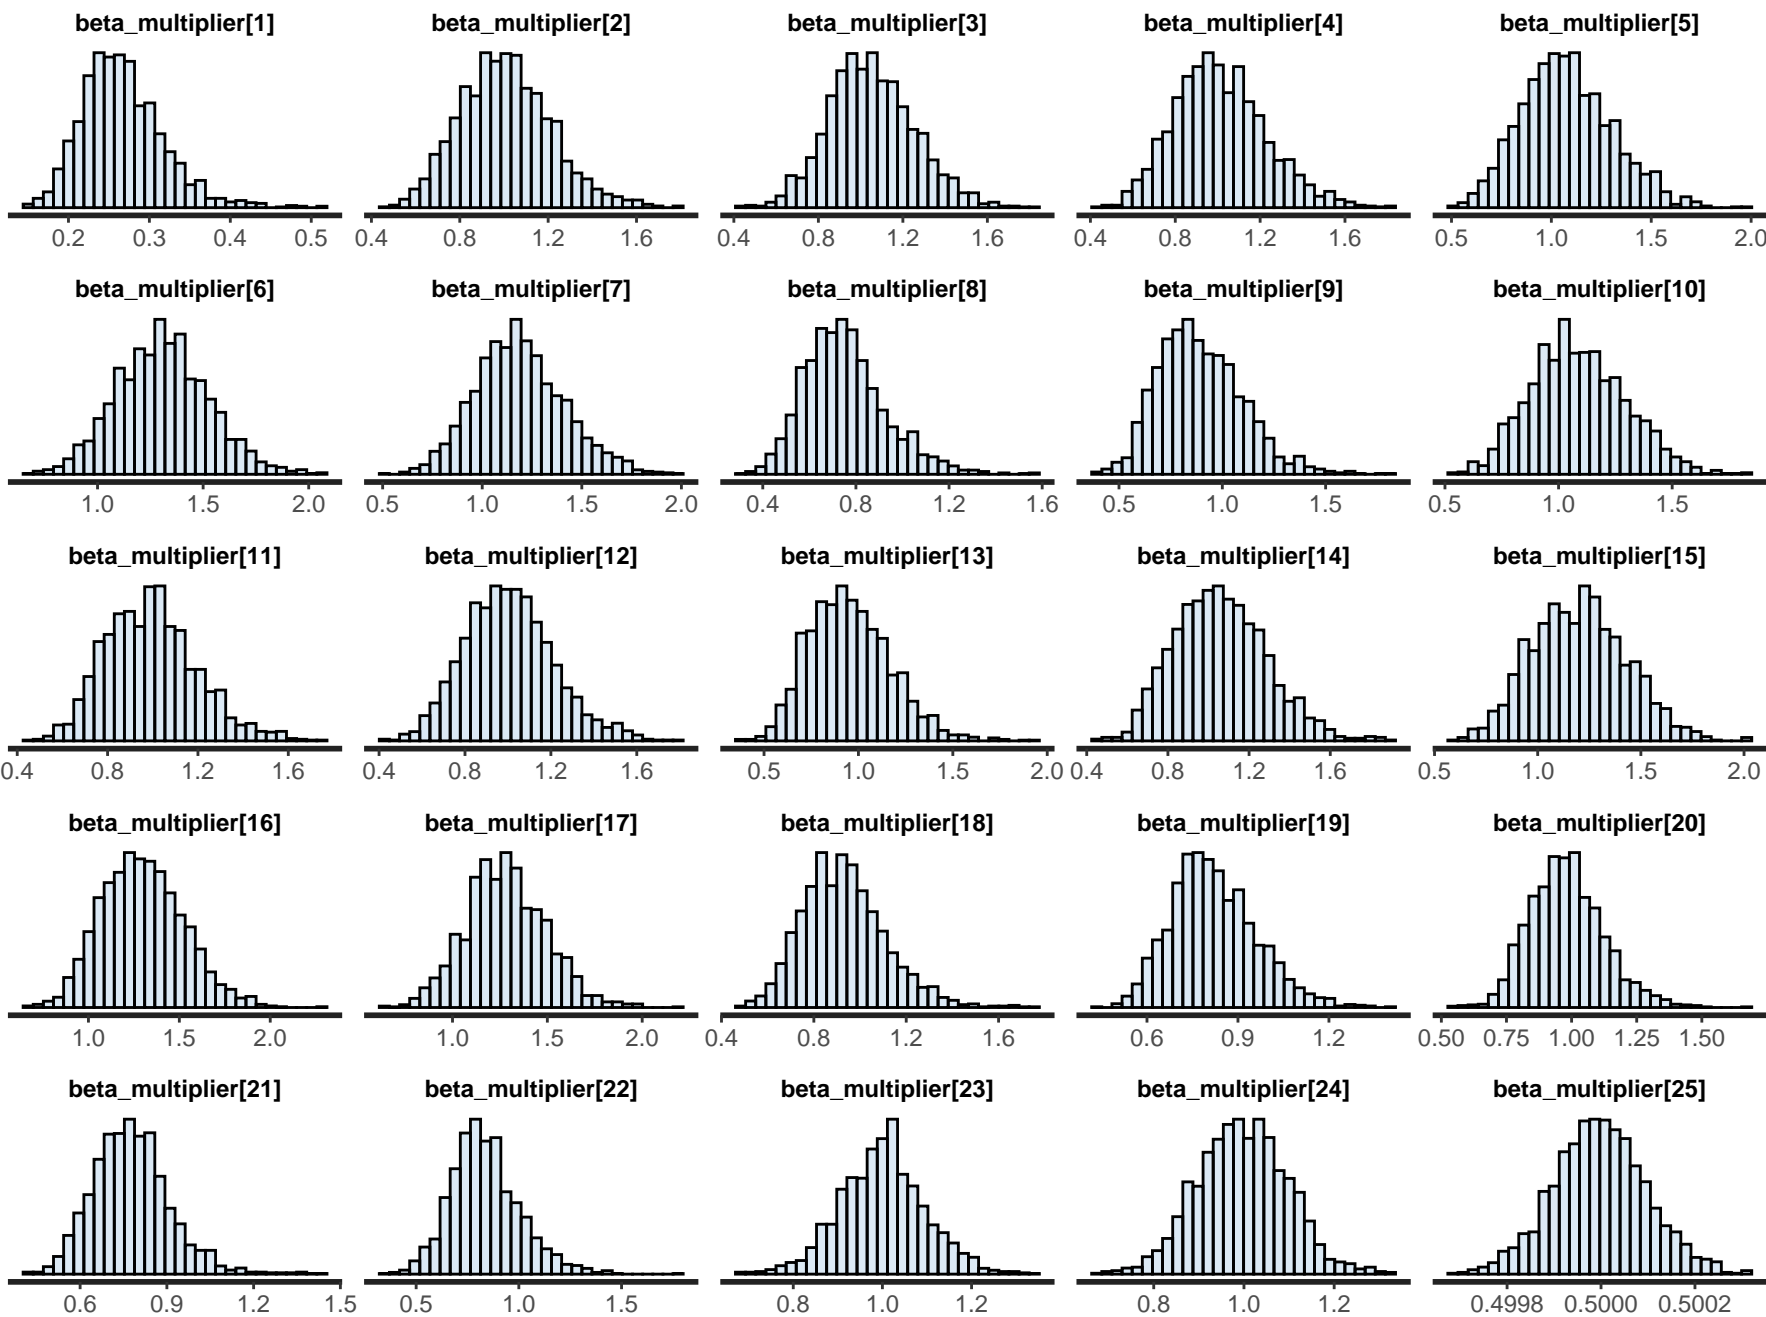 beta_multiplier[1] beta_multiplier[2] beta_multiplier[3] beta_multiplier[4] beta_multiplier[5]
0.2 0.3 0.4 0.5 0.4 0.8 1.2 1.6 0.4 0.8 1.2 1.6 0.4 0.8 1.2 1.6 0.5 1.0 1.5 2.0
beta_multiplier[6] beta_multiplier[7] beta_multiplier[8] beta_multiplier[9] beta_multiplier[10]
1.0 1.5 2.0 0.5 1.0 1.5 2.0 0.4 0.8 1.2 1.6 0.5 1.0 1.5 0.5 1.0 1.5
beta_multiplier[11] beta_multiplier[12] beta_multiplier[13] beta_multiplier[14] beta_multiplier[15]
0.4 0.8 1.2 1.6 0.4 0.8 1.2 1.6 0.5 1.0 1.5 2.0 0.4 0.8 1.2 1.6 0.5 1.0 1.5 2.0
beta_multiplier[16] beta_multiplier[17] beta_multiplier[18] beta_multiplier[19] beta_multiplier[20]
1.0 1.5 2.0 1.0 1.5 2.0 0.4 0.8 1.2 1.6 0.6 0.9 1.2 0.50 0.75 1.00 1.25 1.50
beta_multiplier[21] beta_multiplier[22] beta_multiplier[23] beta_multiplier[24] beta_multiplier[25]
0.6 0.9 1.2 1.5 0.5 1.0 1.5 0.8 1.0 1.2 0.8 1.0 1.2 0.4998 0.5000 0.5002